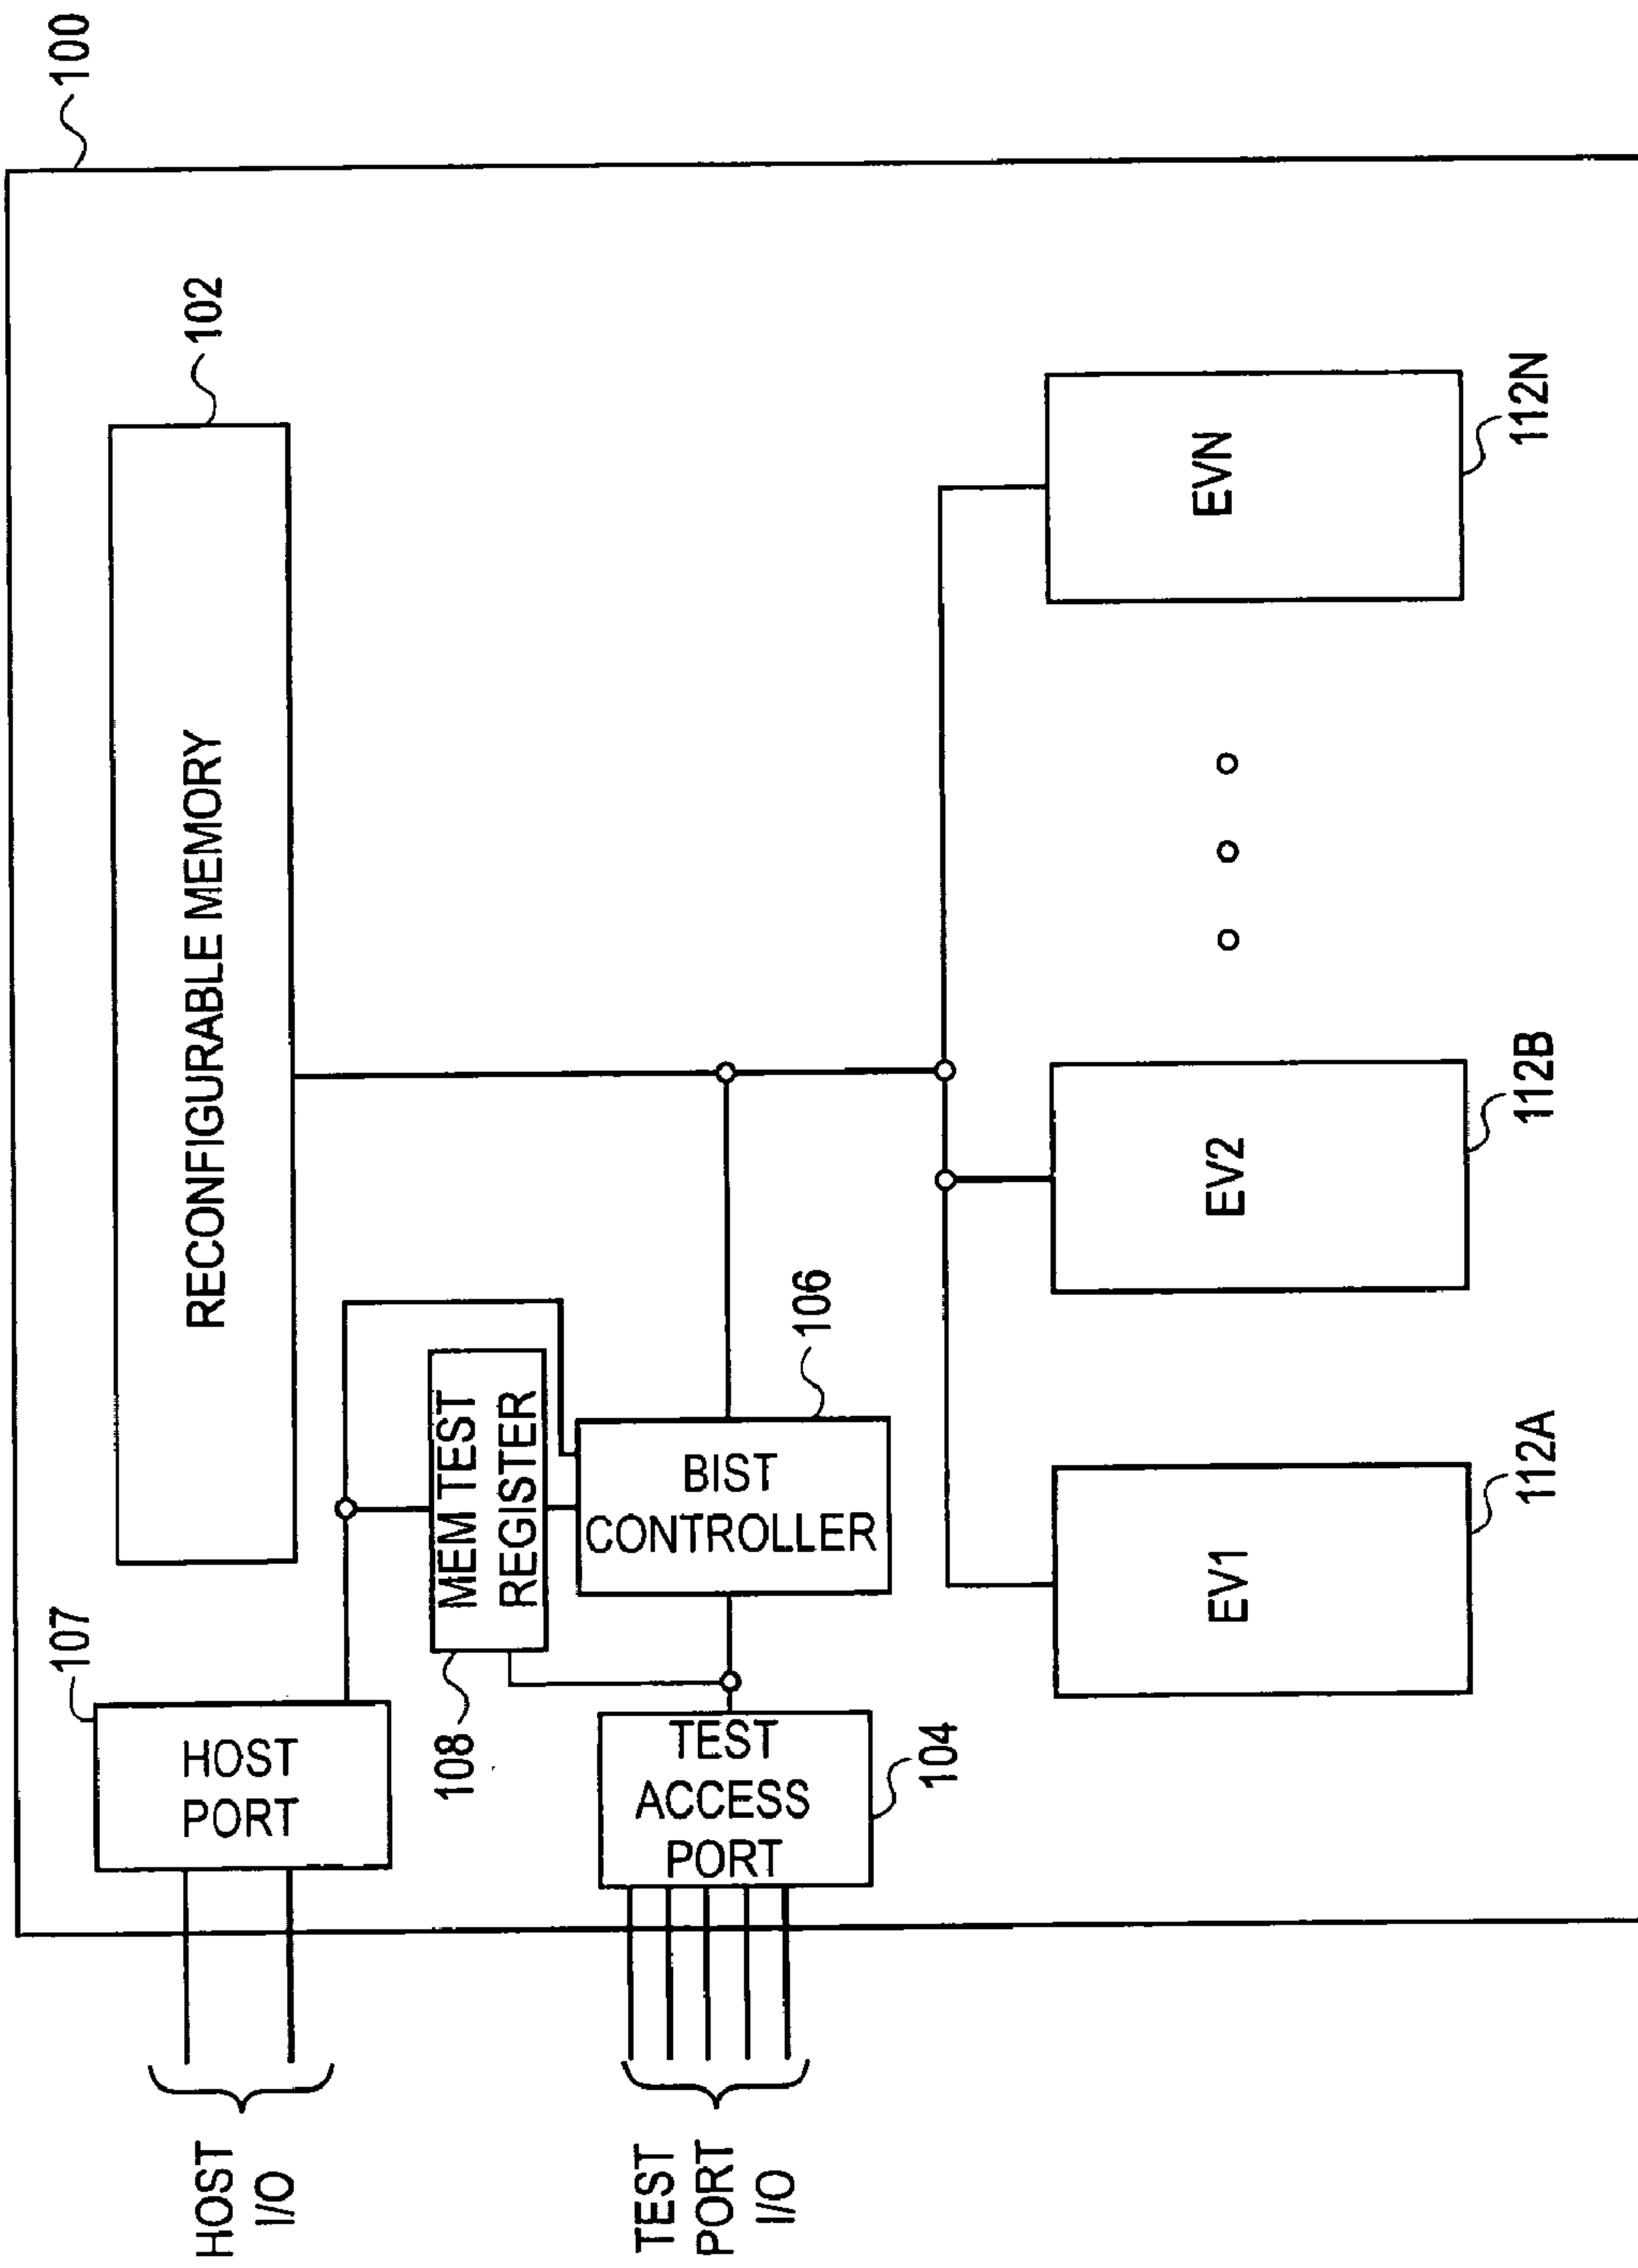 100
RECONFIGURABLE MEMORY
102
107
HOST
PORT
HOST
I/O
MEM TEST
REGISTER
108
BIST
CONTROLLER
106
TEST
ACCESS
PORT
104
TEST
PORT
I/O
EV1
112A
EV2
112B
EVN
112N